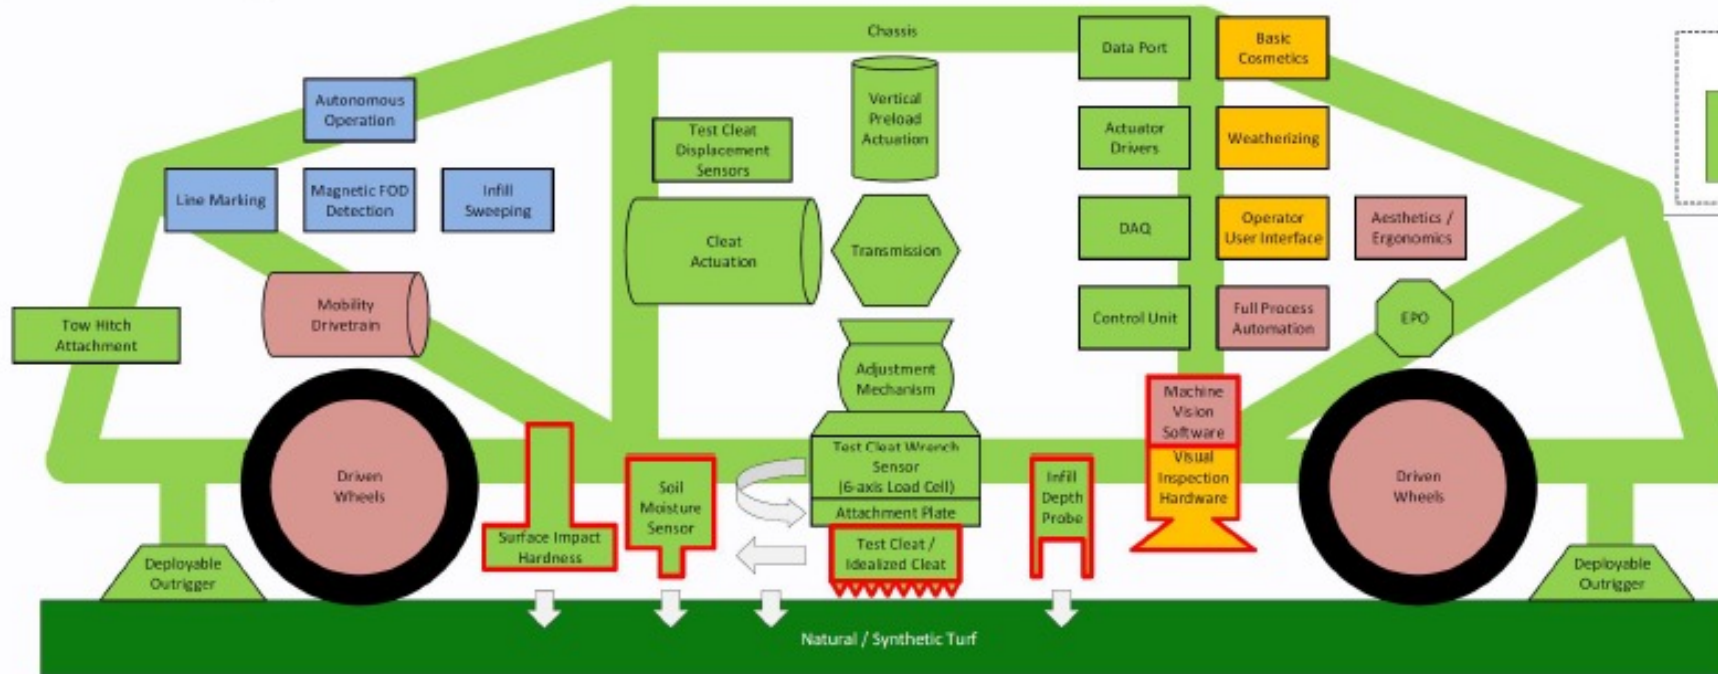 Chassis
Data Port
Basic
Cosmetics
Autonomous
Operation
Vertical
Preload
Actuation
Test Cleat
Displacement
Sensors
Actuator
Drivers
Weatherizing
Line Marking
Magnetic FOD
Detection
Infill
Sweeping
Cleat
Actuation
Transmission
DAQ
Operator
User Interface
Aesthetics /
Ergonomics
Tow Hitch
Attachment
Mobility
Drivetrain
Control Unit
Full Process
Automation
EPO
Adjustment
Mechanism
Machine
Vision
Software
Driven
Wheels
Surface Impact
Hardness
Soil
Moisture
Sensor
Test Cleat Wrench
Sensor
(6-axis Load Cell)
Attachment Plate
Test Cleat /
Idealized Cleat
Infill
Depth
Probe
Visual
Inspection
Hardware
Driven
Wheels
Deployable
Outrigger
Deployable
Outrigger
Natural / Synthetic Turf